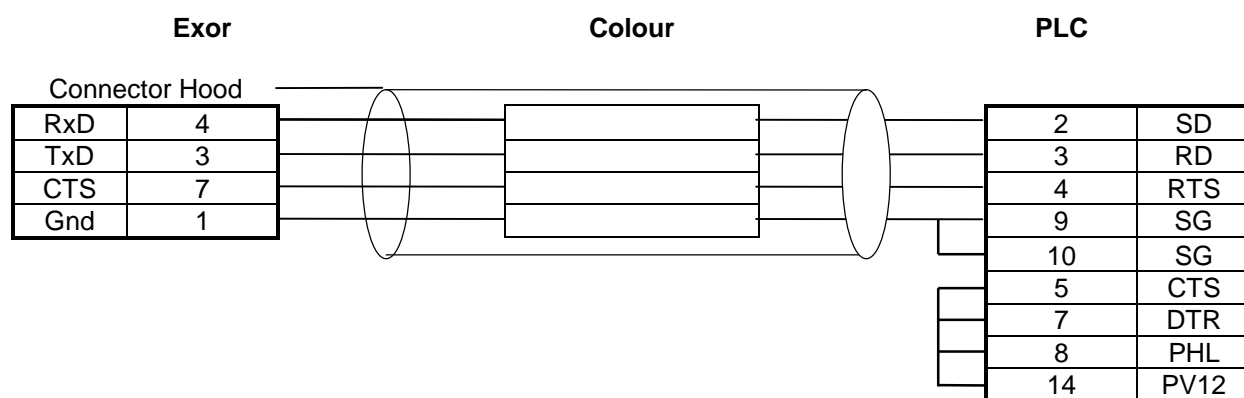 Exor Colour PLC
Connector Hood
RxD 4 2 SD
TxD 3 3 RD
CTS 7 4 RTS
Gnd 1 9 SG
10 SG
5 CTS
7 DTR
8 PHL
14 PV12